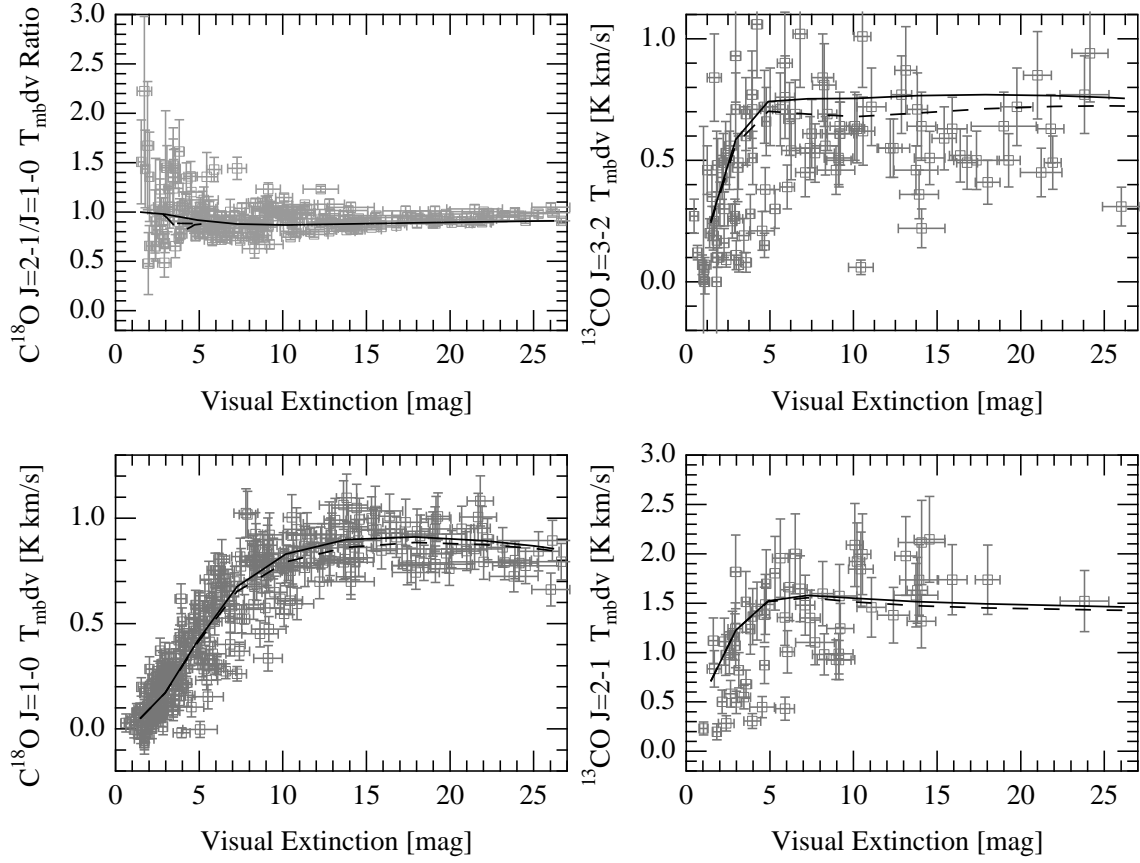 C18O J=2-1/J=1-0 Tmbdv Ratio
3.0
2.5
2.0
1.5
1.0
0.5
0.0
0 5 10 15 20 25
Visual Extinction [mag]
13CO J=3-2 Tmbdv [K km/s]
1.0
0.5
0.0
0 5 10 15 20 25
Visual Extinction [mag]
C18O J=1-0 Tmbdv [K km/s]
1.0
0.5
0.0
0 5 10 15 20 25
Visual Extinction [mag]
13CO J=2-1 Tmbdv [K km/s]
3.0
2.5
2.0
1.5
1.0
0.5
0.0
0 5 10 15 20 25
Visual Extinction [mag]